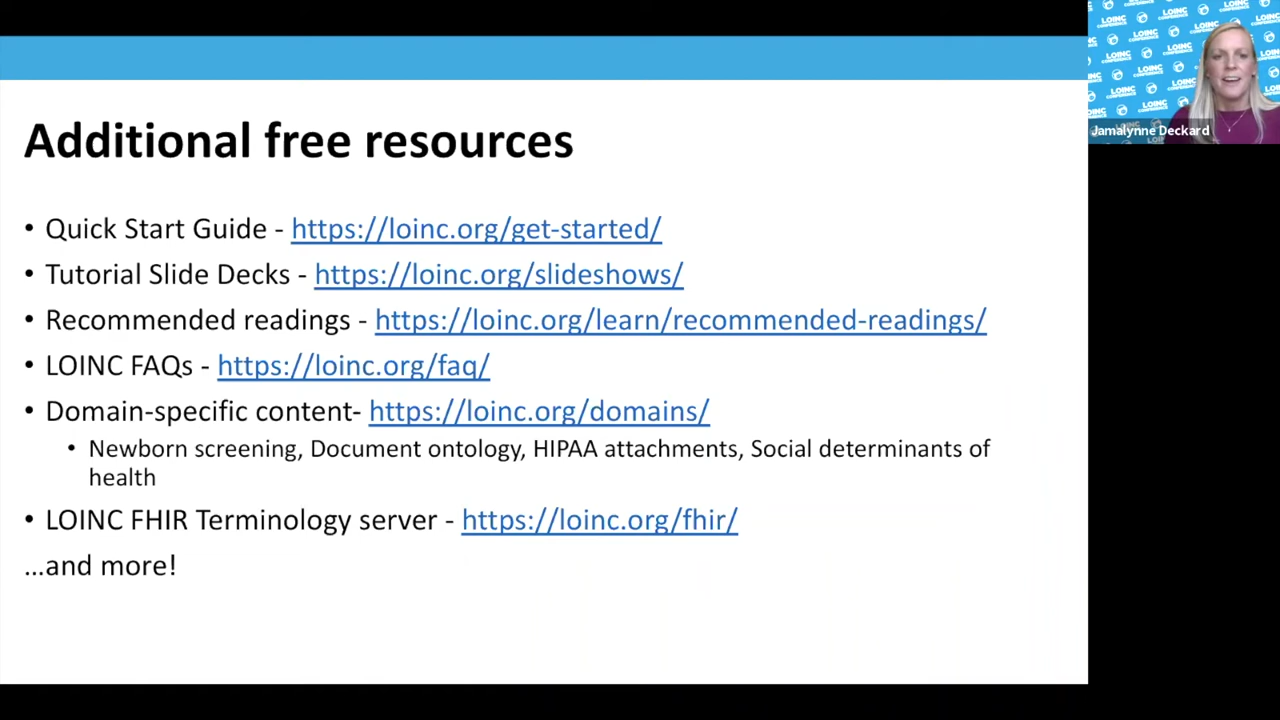 Additional free resources
• Quick Start Guide - https://loinc.org/get-started/
• Tutorial Slide Decks - https://loinc.org/slideshows/
• Recommended readings - https://loinc.org/learn/recommended-readings/
• LOINC FAQs - https://loinc.org/faq/
• Domain-specific content- https://loinc.org/domains/
• Newborn screening, Document ontology, HIPAA attachments, Social determinants of
health
• LOINC FHIR Terminology server - https://loinc.org/fhir/
...and more!
LOINC
CONFERENCE
Jamalynne Deckard